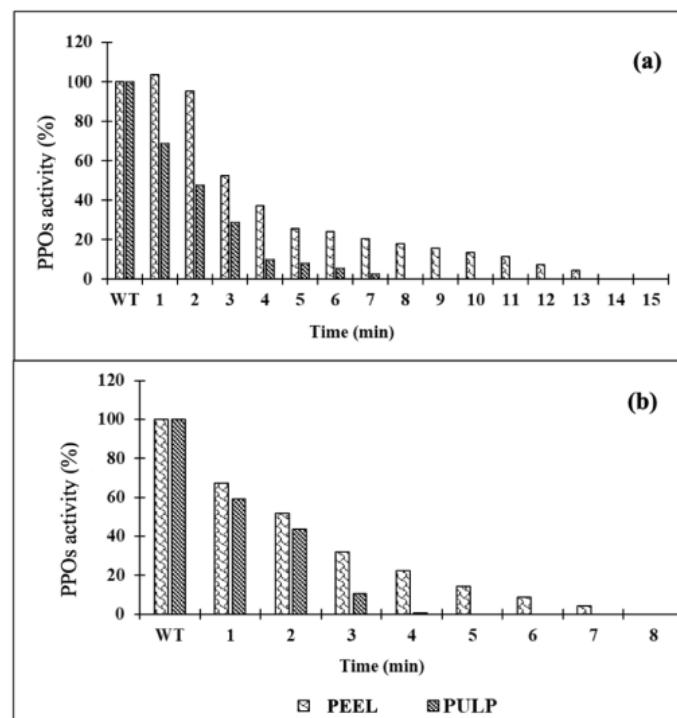 (a)
PPOs activity (%)
120
100
80
60
40
20
0
WT 1 2 3 4 5 6 7 8 9 10 11 12 13 14 15
Time (min)
(b)
PPOs activity (%)
120
100
80
60
40
20
0
WT 1 2 3 4 5 6 7 8
Time (min)
PEEL PULP